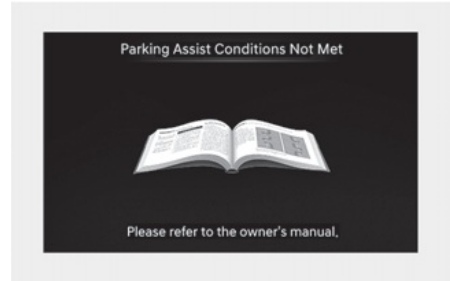 Parking Assist Conditions Not Met
Please refer to the owner's manual.